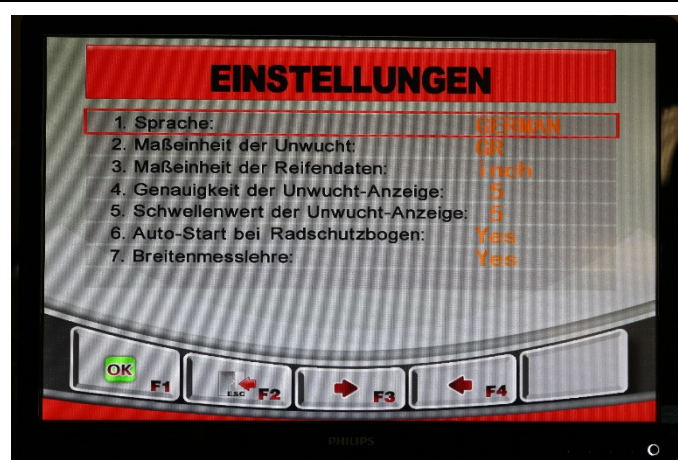 EINSTELLUNGEN
1. Sprache: GERMAN
2. Maßeinheit der Unwucht: GR
3. Maßeinheit der Reifendaten: inch
4. Genauigkeit der Unwucht-Anzeige: 5
5. Schwellenwert der Unwucht-Anzeige: 5
6. Auto-Start bei Radschutzbogen: Yes
7. Breitenmesslehre: Yes
OK F1 ESC F2 F3 F4
PHILIPS